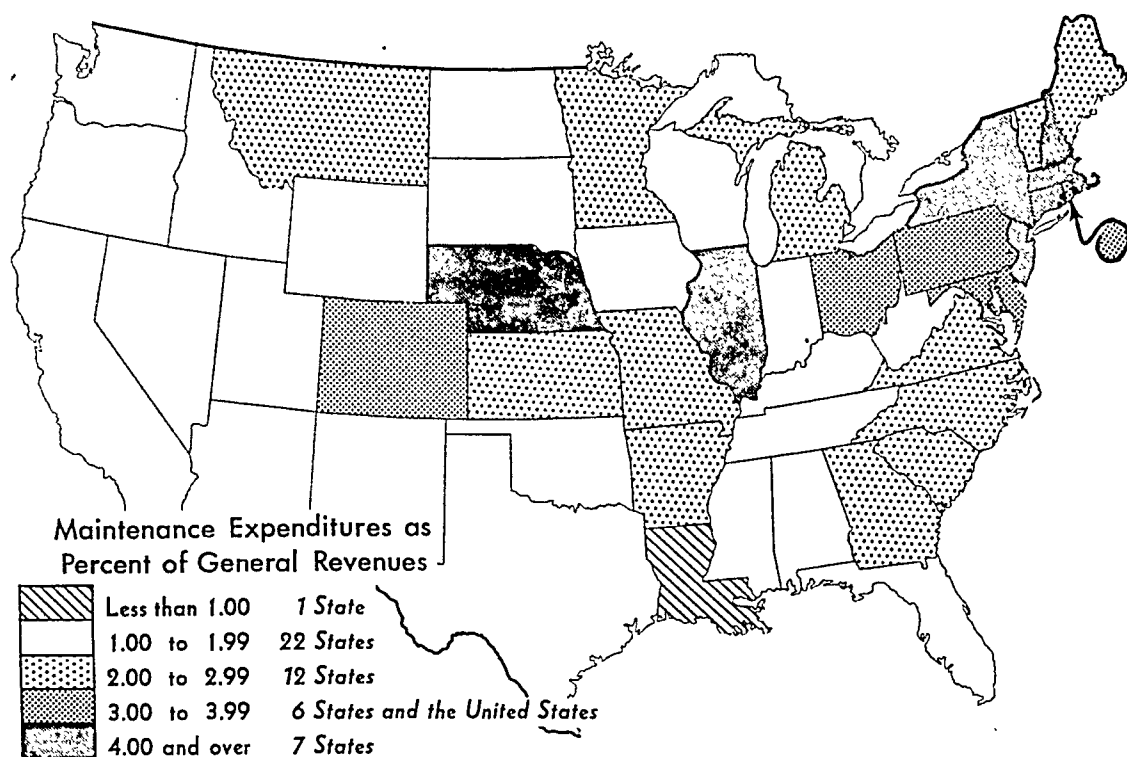 Maintenance Expenditures as
Percent of General Revenues
Less than 1.00 1 State
1.00 to 1.99 22 States
2.00 to 2.99 12 States
3.00 to 3.99 6 States and the United States
4.00 and over 7 States